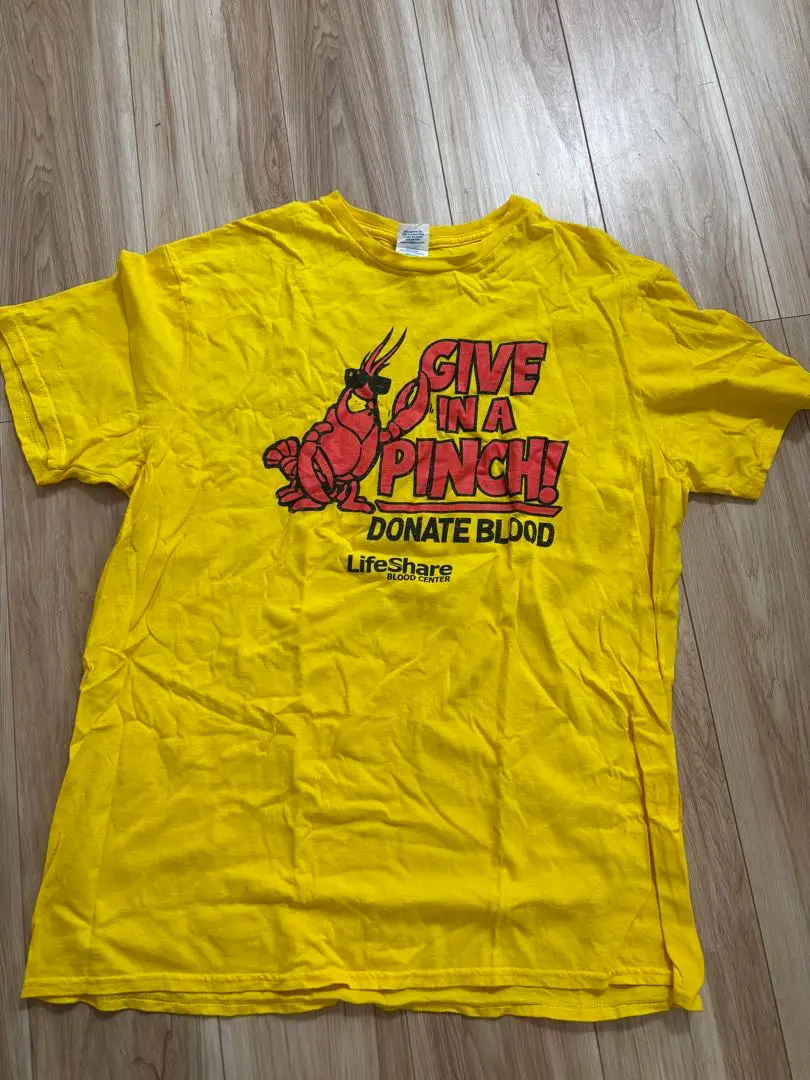 GIVE
IN A
PINCH!
DONATE BLOOD
LifeShare
BLOOD CENTER